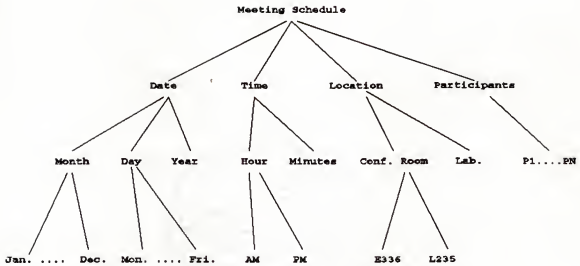 Meeting Schedule
Date Time Location Participants
Month Day Year Hour Minutes Conf. Room Lab. P1....PN
Jan. .... Dec. Mon. .... Fri. AM PM E336 L235